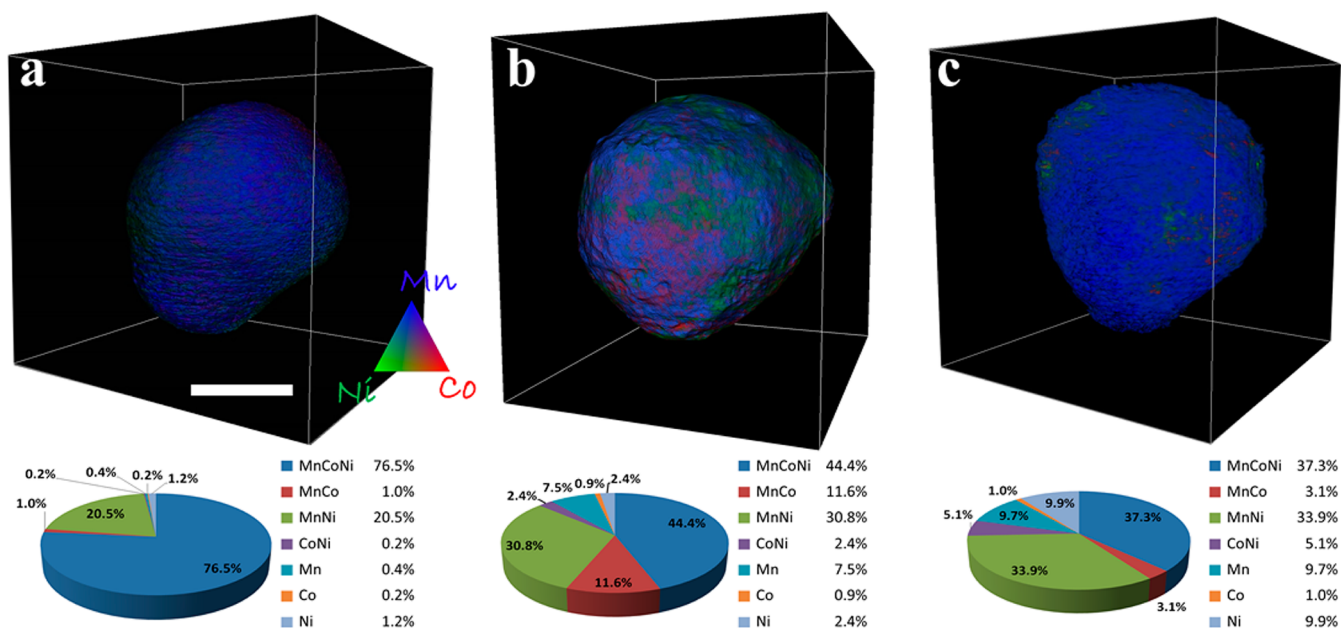 a
b
c
Mn
Ni
Co
0.2%
0.4%
0.2%
1.2%
1.0%
20.5%
76.5%
MnCoNi 76.5%
MnCo 1.0%
MnNi 20.5%
CoNi 0.2%
Mn 0.4%
Co 0.2%
Ni 1.2%
2.4%
7.5%
0.9%
2.4%
30.8%
44.4%
11.6%
MnCoNi 44.4%
MnCo 11.6%
MnNi 30.8%
CoNi 2.4%
Mn 7.5%
Co 0.9%
Ni 2.4%
1.0%
5.1%
9.7%
9.9%
37.3%
33.9%
3.1%
MnCoNi 37.3%
MnCo 3.1%
MnNi 33.9%
CoNi 5.1%
Mn 9.7%
Co 1.0%
Ni 9.9%